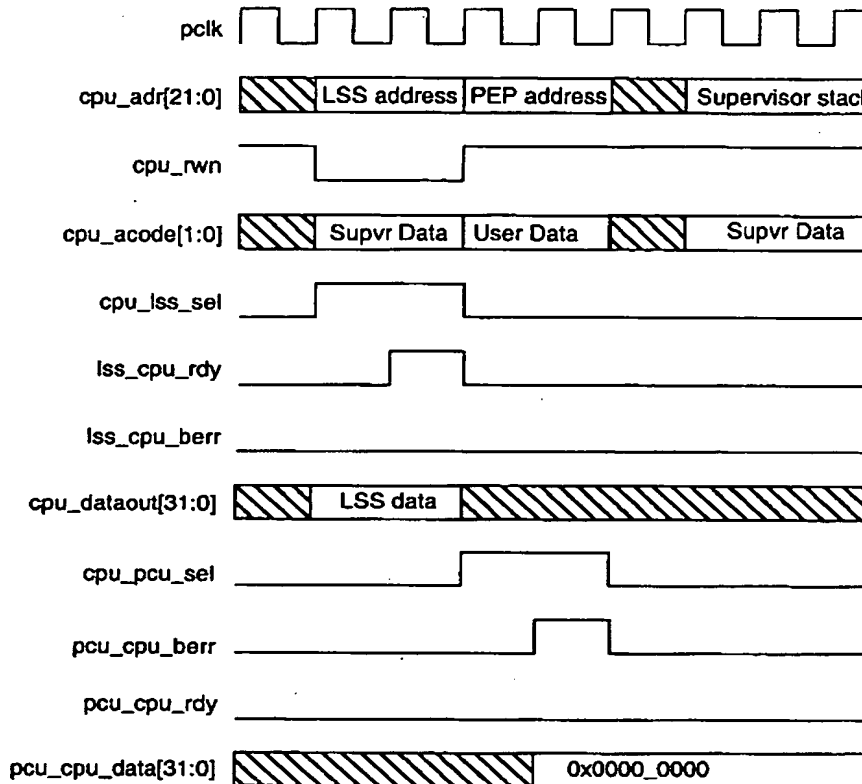 pclk
cpu_adr[21:0] LSS address PEP address Supervisor stack
cpu_rwn
cpu_acode[1:0] Supvr Data User Data Supvr Data
cpu_lss_sel
lss_cpu_rdy
lss_cpu_berr
cpu_dataout[31:0] LSS data
cpu_pcu_sel
pcu_cpu_berr
pcu_cpu_rdy
pcu_cpu_data[31:0] 0x0000_0000